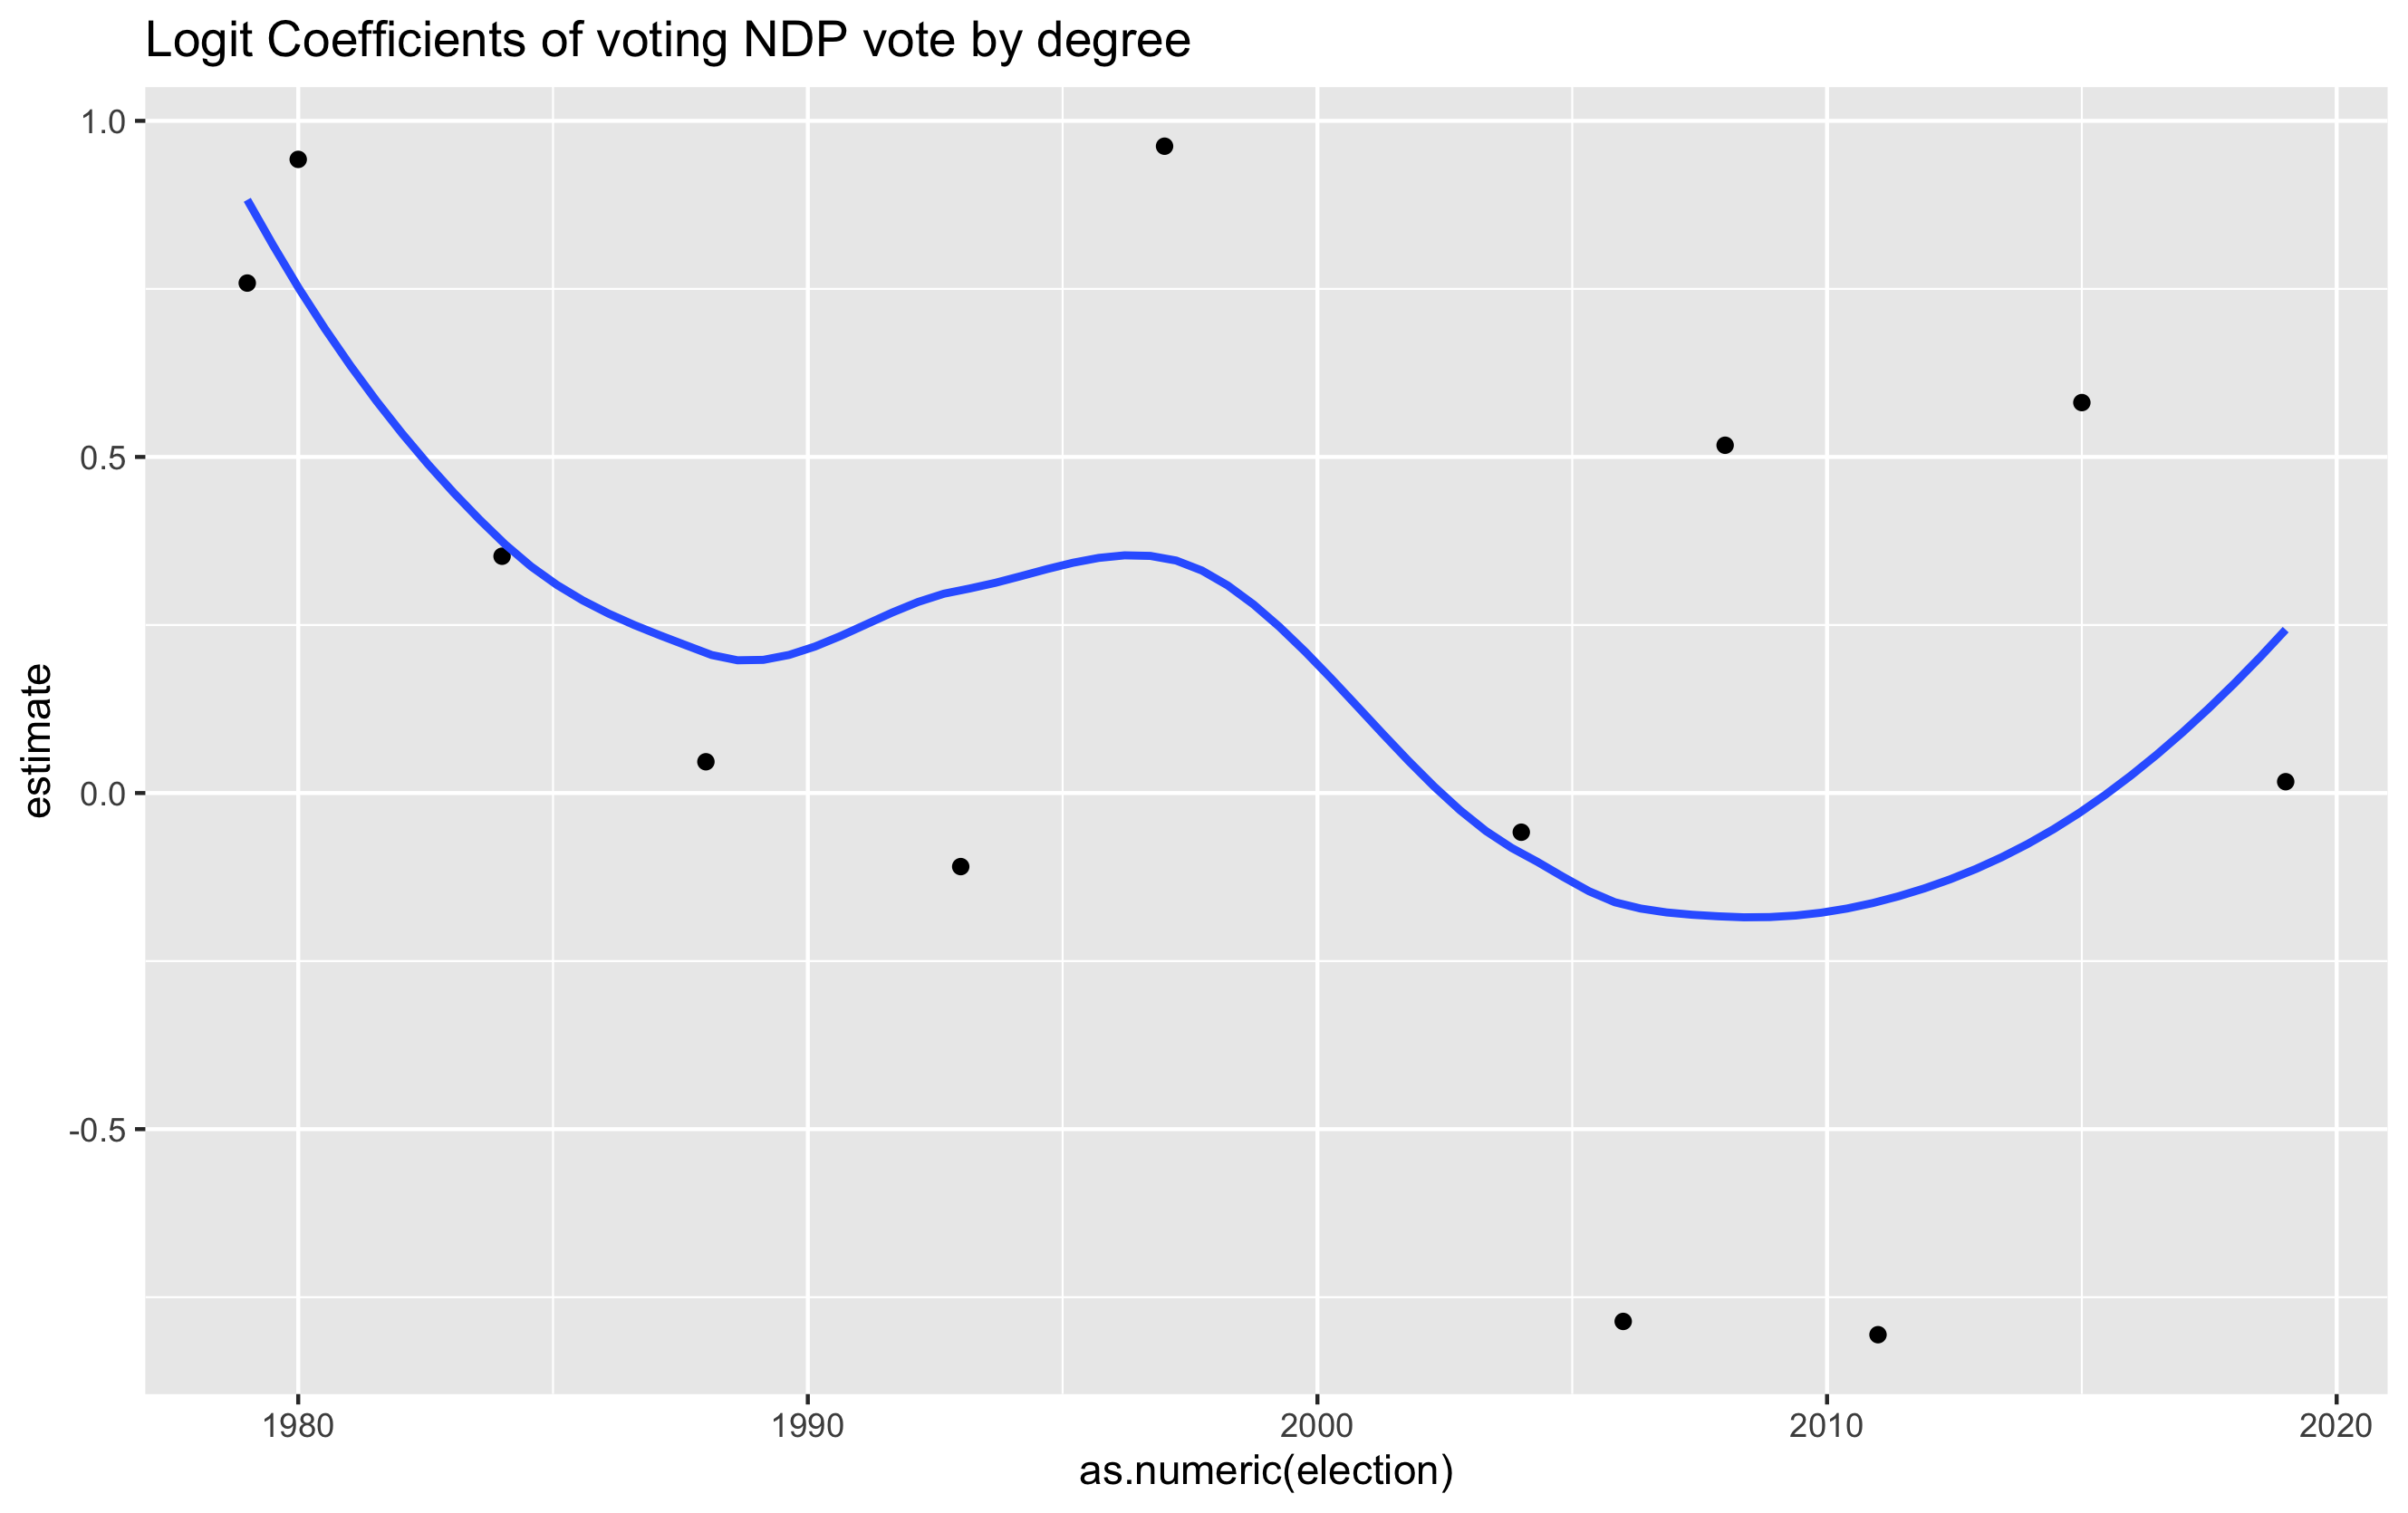 Logit Coefficients of voting NDP vote by degree
1.0
0.5
0.0
-0.5
estimate
1980 1990 2000 2010 2020
as.numeric(election)